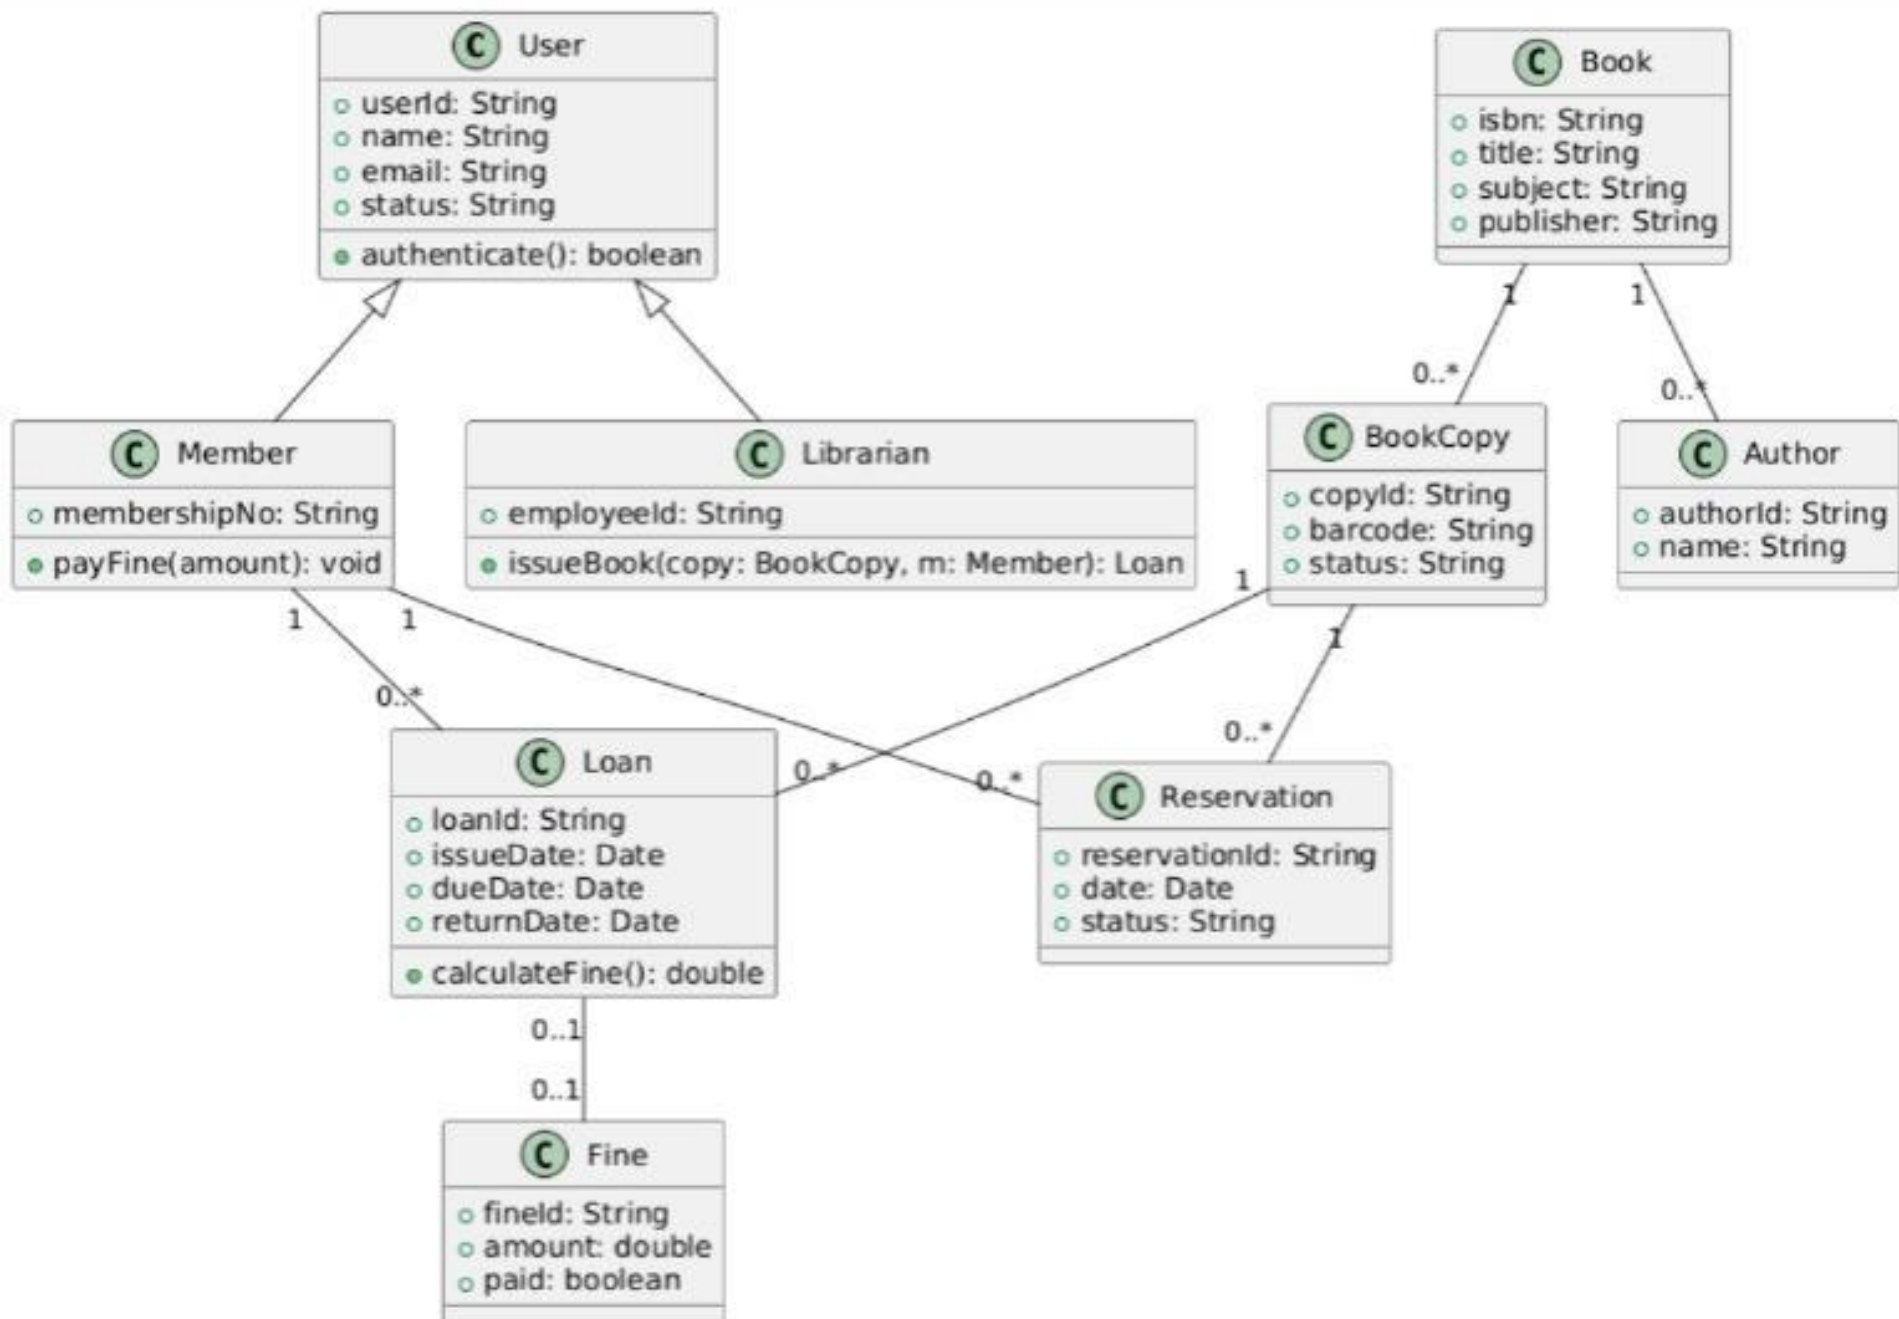 C User
userId: String
name: String
email: String
status: String
authenticate(): boolean
C Book
isbn: String
title: String
subject: String
publisher: String
1
1
0..*
0..*
C Member
membershipNo: String
payFine(amount): void
C Librarian
employeeId: String
issueBook(copy: BookCopy, m: Member): Loan
C BookCopy
copyId: String
barcode: String
status: String
C Author
authorId: String
name: String
1
1
1
1
0..*
0..*
0..*
0..*
C Loan
loanId: String
issueDate: Date
dueDate: Date
returnDate: Date
calculateFine(): double
C Reservation
reservationId: String
date: Date
status: String
0..1
0..1
C Fine
fineId: String
amount: double
paid: boolean